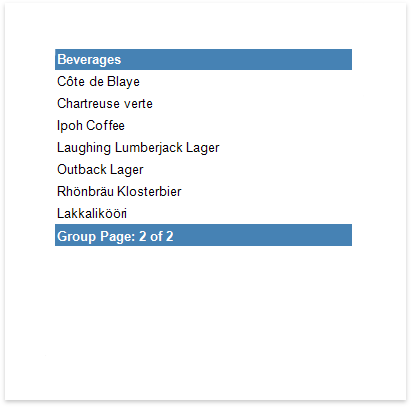 Beverages
Côte de Blaye
Chartreuse verte
Ipoh Coffee
Laughing Lumberjack Lager
Outback Lager
Rhönbräu Klosterbier
Lakkalikööri
Group Page: 2 of 2